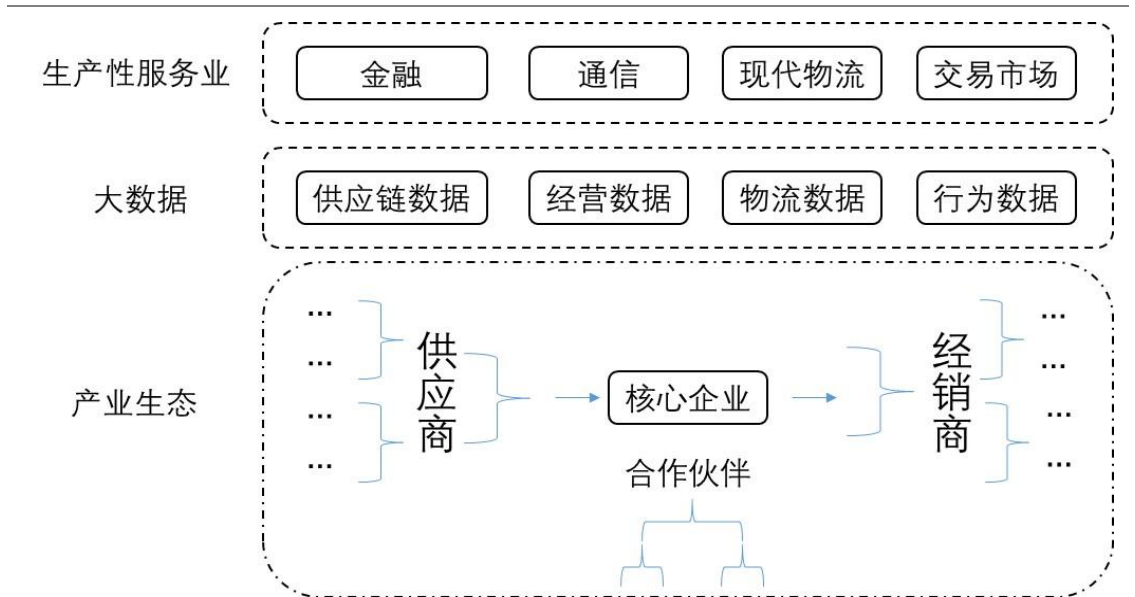 生产性服务业
金融
通信
现代物流
交易市场
大数据
供应链数据
经营数据
物流数据
行为数据
产业生态
...
...
...
...
供应商
核心企业
合作伙伴
经销商
...
...
...
...